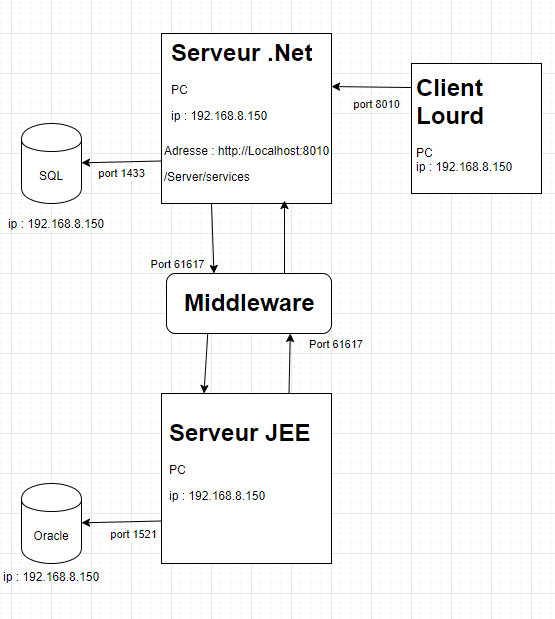 Serveur .Net
PC
ip : 192.168.8.150
Adresse : http://Localhost:8010
/Server/services
Client
Lourd
PC
ip : 192.168.8.150
port 8010
SQL
port 1433
ip : 192.168.8.150
Port 61617
Middleware
Port 61617
Serveur JEE
PC
ip : 192.168.8.150
Oracle
port 1521
ip : 192.168.8.150